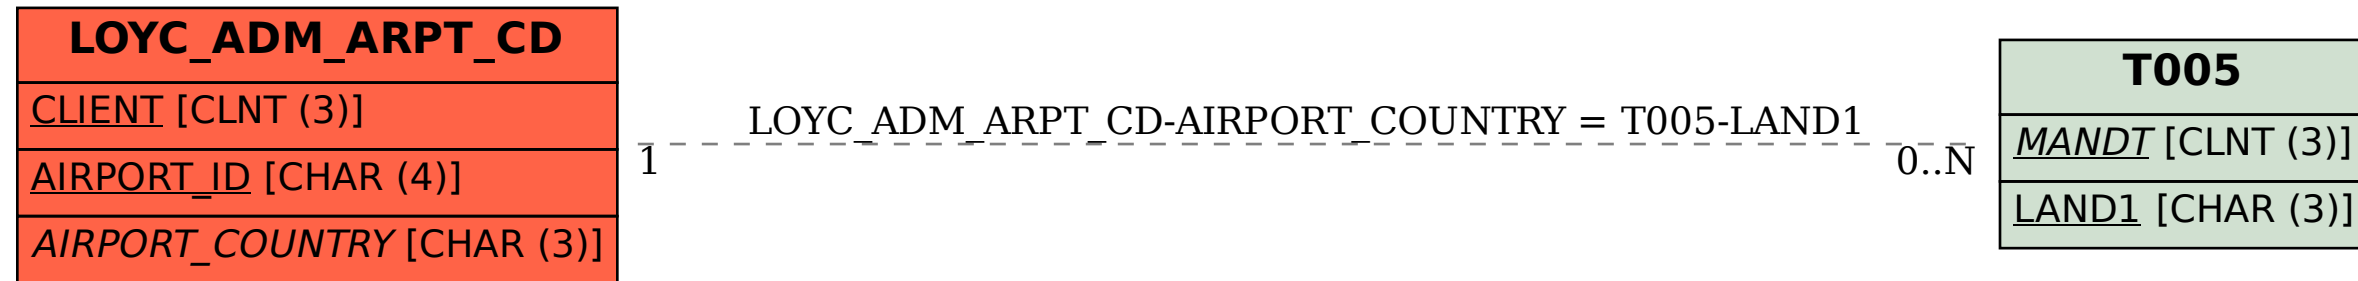 LOYC_ADM_ARPT_CD
CLIENT [CLNT (3)]
AIRPORT_ID [CHAR (4)]
AIRPORT_COUNTRY [CHAR (3)]
LOYC_ADM_ARPT_CD-AIRPORT_COUNTRY = T005-LAND1
1
0..N
T005
MANDT [CLNT (3)]
LAND1 [CHAR (3)]